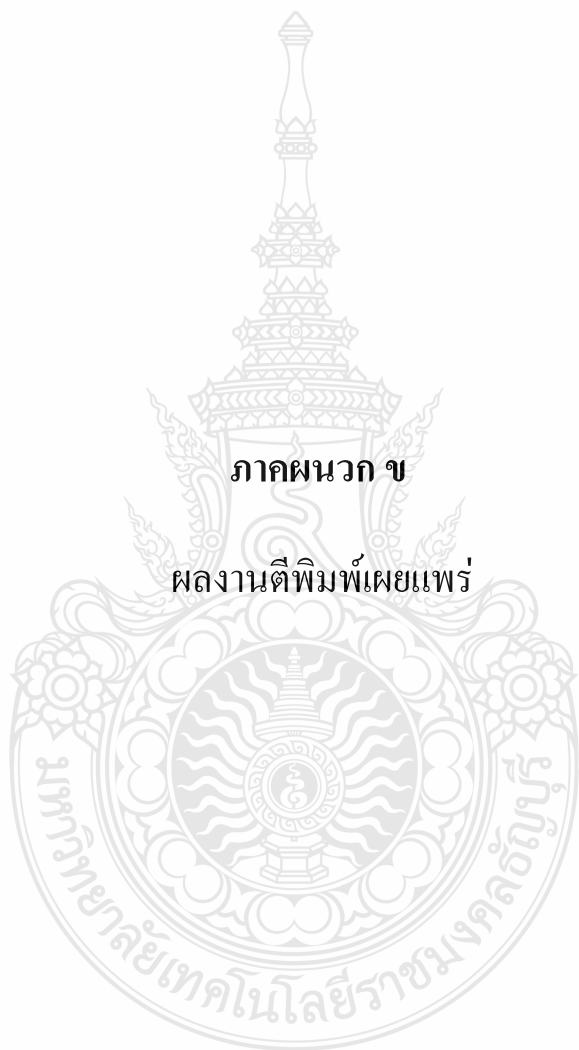 ภาคผนวก ข
ผลงานตีพิมพ์เผยแพร่
มหาวิทยาลัยเทคโนโลยีราชมงคลธัญบุรี